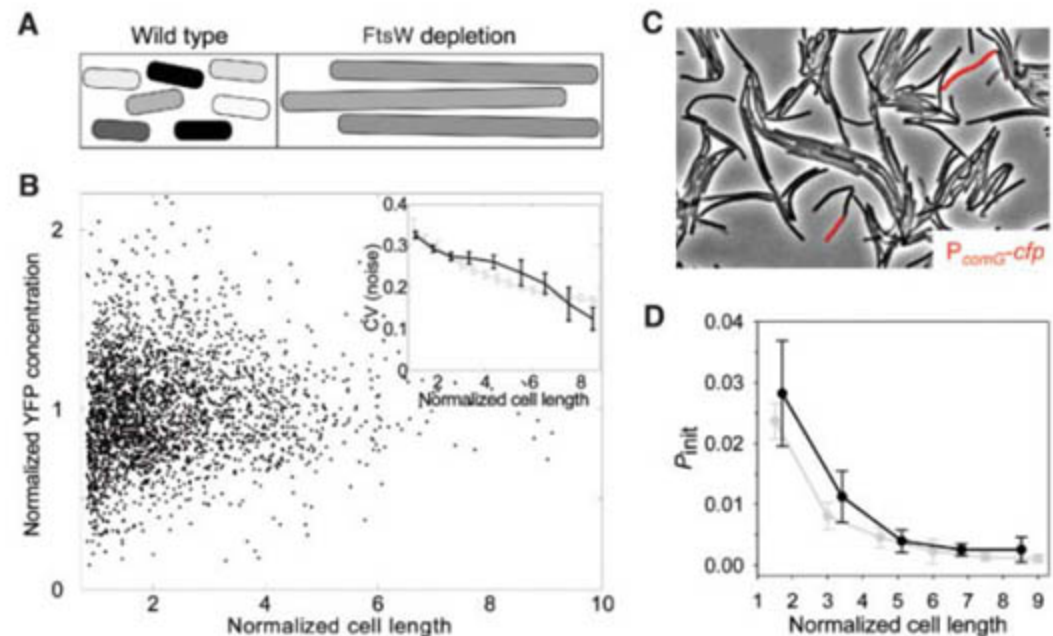 A
Wild type
FtsW depletion
B
Normalized YFP concentration
2
1
0
2
4
6
8
10
Normalized cell length
CV (noise)
0.4
0.3
0.2
0.1
0
2
4
6
8
Normalized cell length
C
PcomG-cfp
D
Pinit
0.04
0.03
0.02
0.01
0.00
1
2
3
4
5
6
7
8
9
Normalized cell length